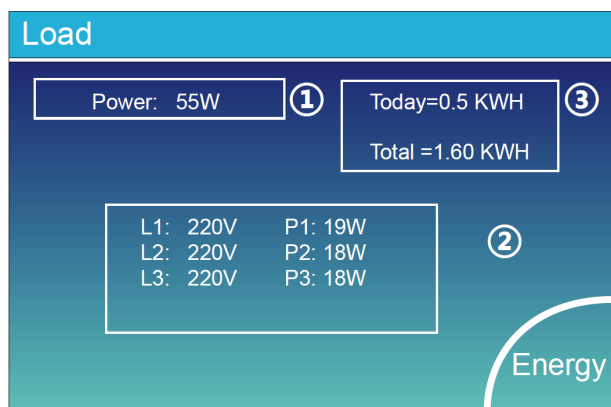 Load
Power: 55W ①
Today=0.5 KWH ③
Total =1.60 KWH
L1: 220V P1: 19W
L2: 220V P2: 18W
L3: 220V P3: 18W
②
Energy